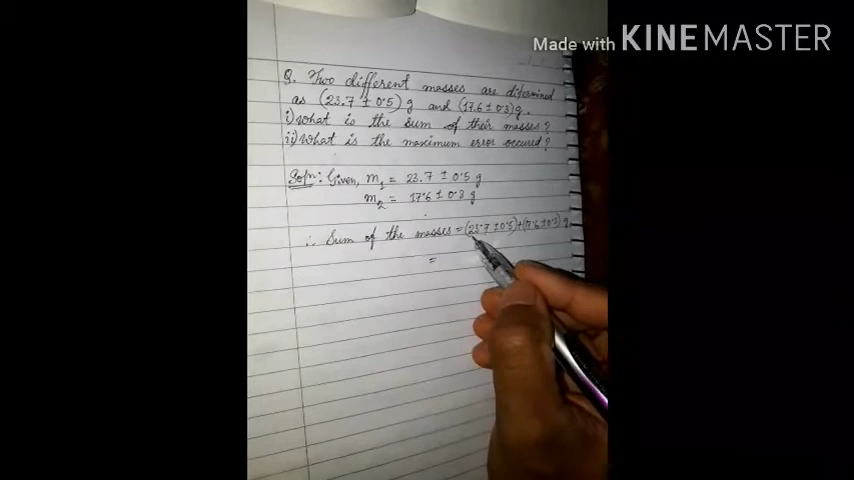 Made with KINEMASTER
Q. Two different masses are ditermined
as (23.7 ± 0.5) g and (17.6 ± 0.3) g.
i) what is the sum of their masses?
ii) what is the maximum error occured?
Solⁿ: Given, m₁ = 23.7 ± 0.5 g
m₂ = 17.6 ± 0.3 g
∴ Sum of the masses = (23.7 ± 0.5) + (17.6 ± 0.3) g
=